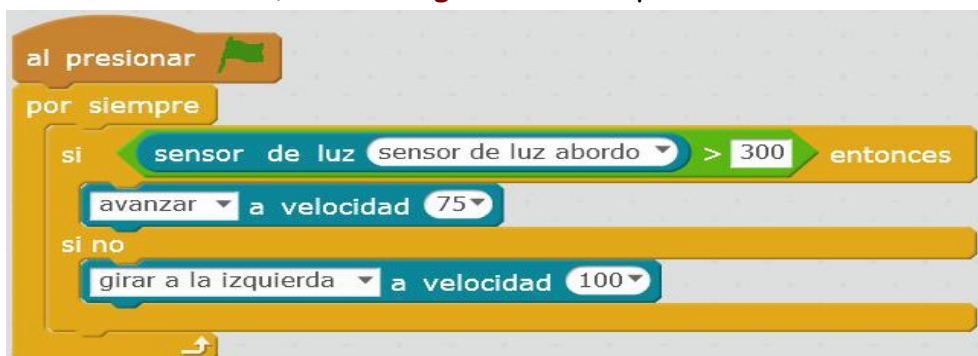 al presionar
por siempre
si sensor de luz sensor de luz abordo > 300 entonces
avanzar a velocidad 75
si no
girar a la izquierda a velocidad 100